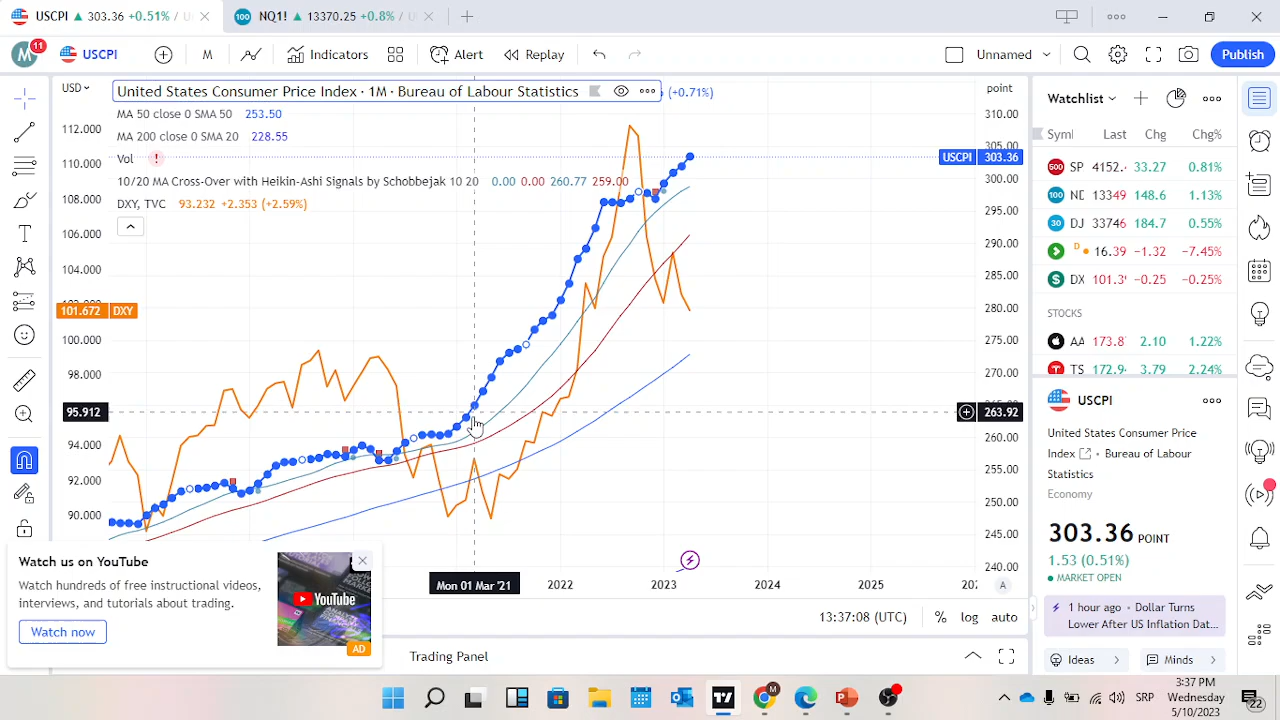 USCPI ▲ 303.36 +0.51% / U
NQ1! ▲ 13370.25 +0.8% / U
M 11 USCPI M Indicators Alert Replay Unnamed Publish
USD
United States Consumer Price Index · 1M · Bureau of Labour Statistics (+0.71%)
MA 50 close 0 SMA 50 253.50
MA 200 close 0 SMA 20 228.55
Vol !
10/20 MA Cross-Over with Heikin-Ashi Signals by Schobbejak 10 20 0.00 0.00 260.77 259.00
DXY, TVC 93.232 +2.353 (+2.59%)
112.000
110.000
108.000
106.000
104.000
101.672 DXY
100.000
98.000
95.912
94.000
92.000
90.000
point
310.00
305.00
USCPI 303.36
300.00
295.00
290.00
285.00
280.00
275.00
270.00
263.92
260.00
255.00
250.00
245.00
240.00
Mon 01 Mar '21 2022 2023 2024 2025 A
13:37:08 (UTC) % log auto
Trading Panel
Watch us on YouTube
Watch hundreds of free instructional videos,
interviews, and tutorials about trading.
Watch now
YouTube
AD
Watchlist
Symb Last Chg Chg%
500 SP 4152. 33.27 0.81%
100 ND 13349 148.6 1.13%
30 DJ 33746 184.7 0.55%
D 16.39 −1.32 −7.45%
DX 101.39 −0.25 −0.25%
STOCKS
AA 173.8 2.10 1.22%
TS 172.9 3.79 2.24%
USCPI
United States Consumer Price
Index · Bureau of Labour
Statistics
Economy
303.36 POINT
1.53 (0.51%)
MARKET OPEN
1 hour ago · Dollar Turns
Lower After US Inflation Dat...
Ideas Minds
SRP
3:37 PM
Wednesday
5/10/2023
22